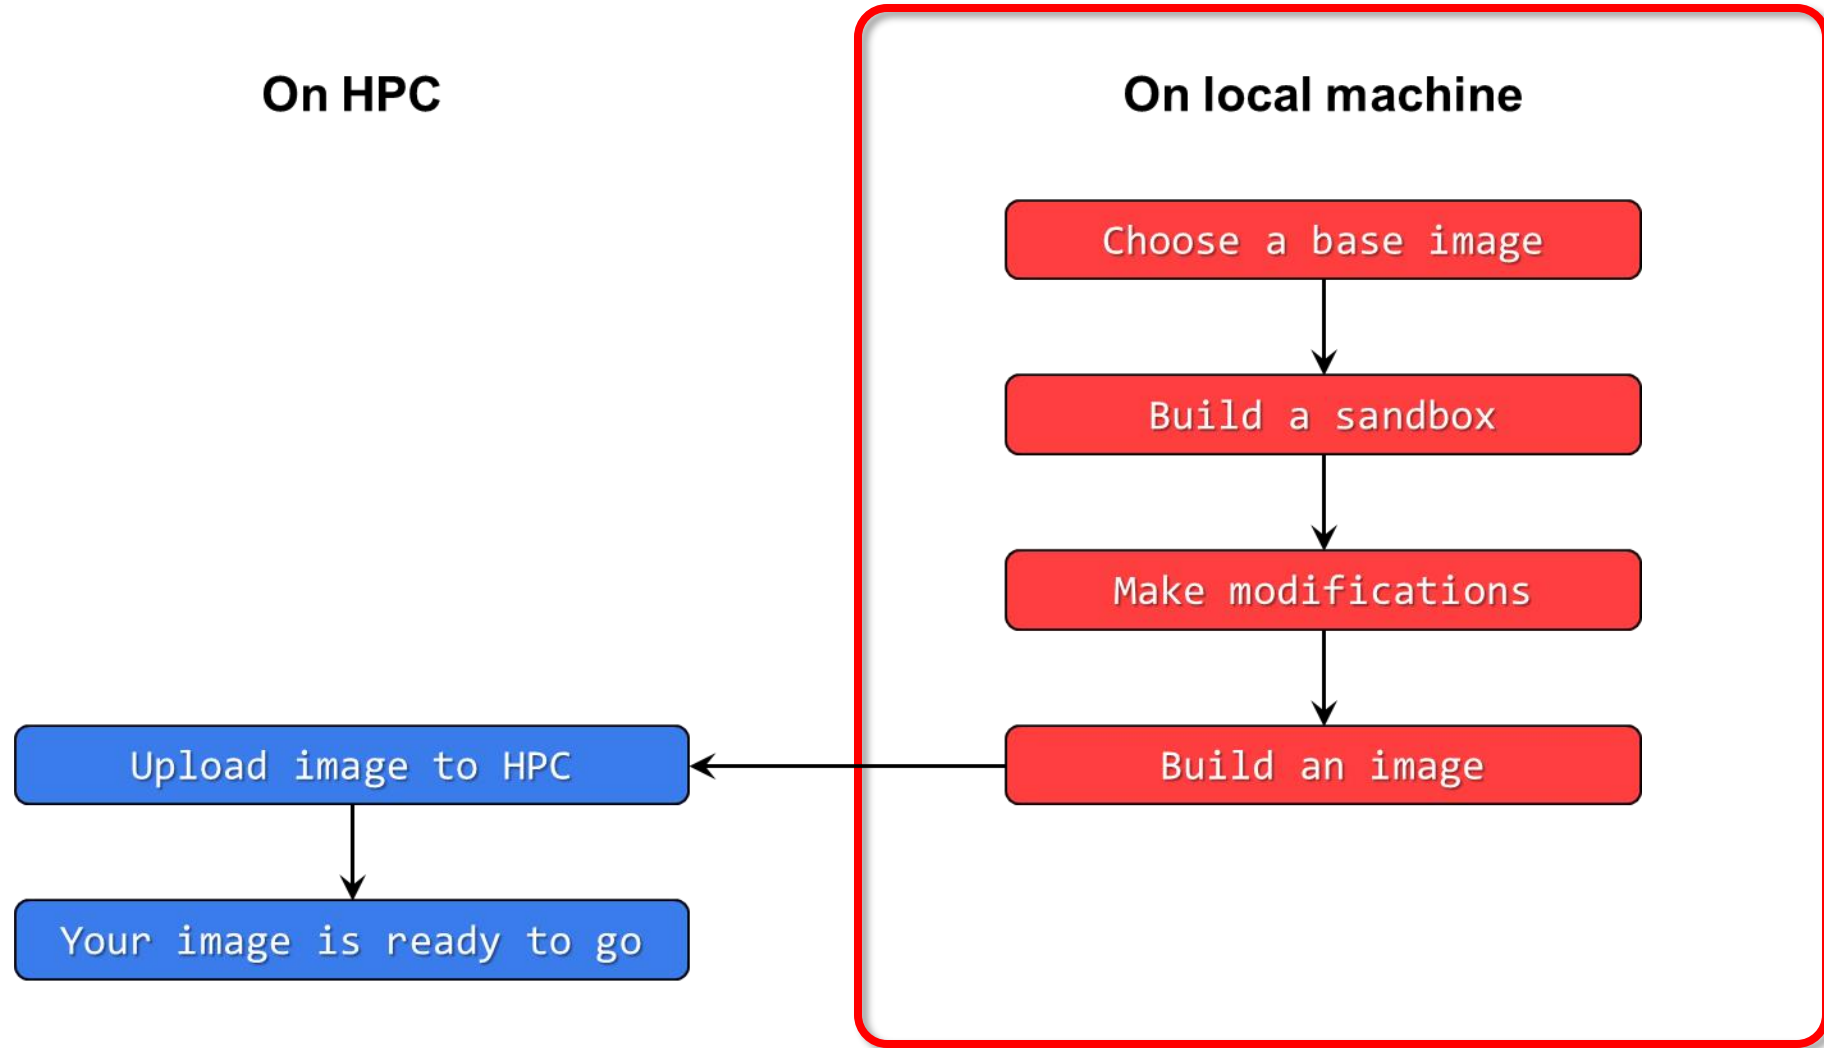 On HPC
On local machine
Choose a base image
Build a sandbox
Make modifications
Build an image
Upload image to HPC
Your image is ready to go